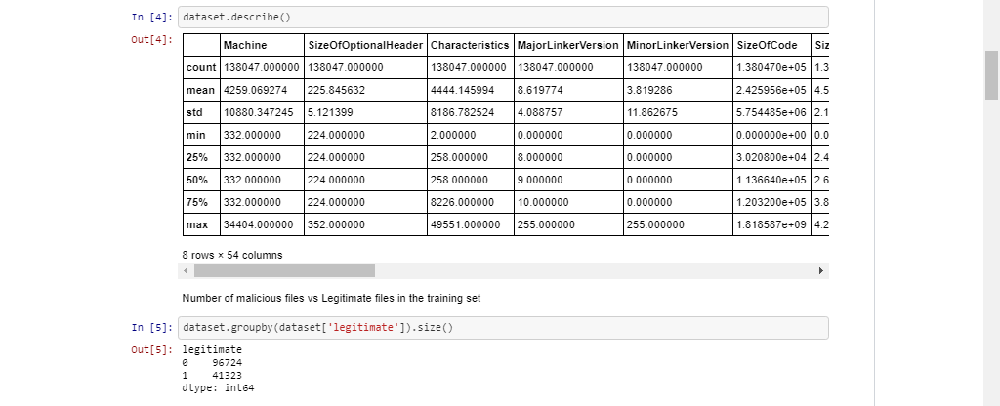 In [4]: dataset.describe()
Out[4]:
Machine SizeOfOptionalHeader Characteristics MajorLinkerVersion MinorLinkerVersion SizeOfCode Siz
count 138047.000000 138047.000000 138047.000000 138047.000000 138047.000000 1.380470e+05 1.3
mean 4259.069274 225.845632 4444.145994 8.619774 3.819286 2.425956e+05 4.5
std 10880.347245 5.121399 8186.782524 4.088757 11.862675 5.754485e+06 2.1
min 332.000000 224.000000 2.000000 0.000000 0.000000 0.000000e+00 0.0
25% 332.000000 224.000000 258.000000 8.000000 0.000000 3.020800e+04 2.4
50% 332.000000 224.000000 258.000000 9.000000 0.000000 1.136640e+05 2.6
75% 332.000000 224.000000 8226.000000 10.000000 0.000000 1.203200e+05 3.8
max 34404.000000 352.000000 49551.000000 255.000000 255.000000 1.818587e+09 4.2
8 rows × 54 columns
Number of malicious files vs Legitimate files in the training set
In [5]: dataset.groupby(dataset['legitimate']).size()
Out[5]: legitimate
0 96724
1 41323
dtype: int64